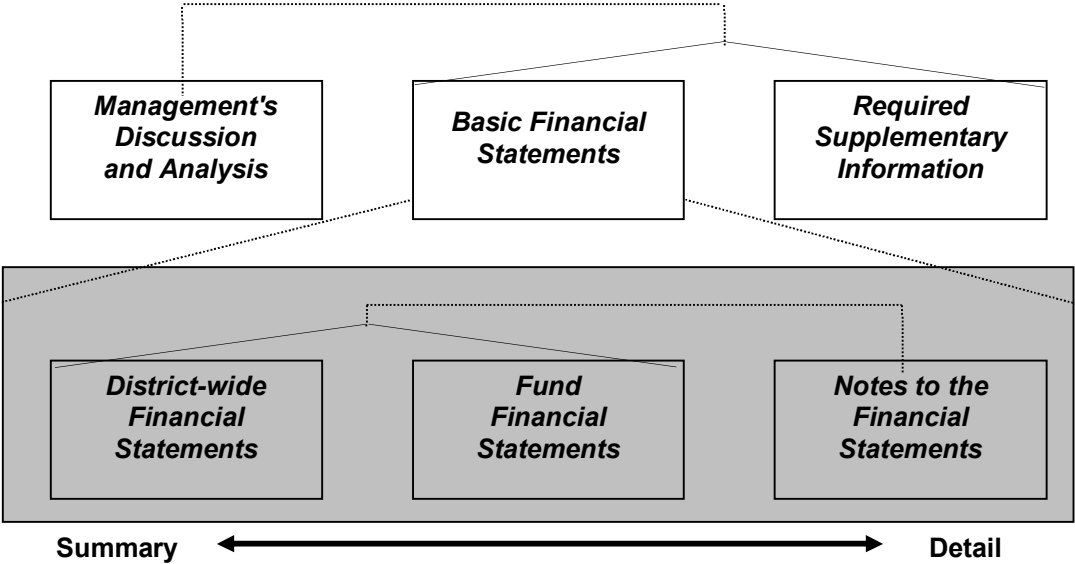 Management's
Discussion
and Analysis
Basic Financial
Statements
Required
Supplementary
Information
District-wide
Financial
Statements
Fund
Financial
Statements
Notes to the
Financial
Statements
Summary
Detail